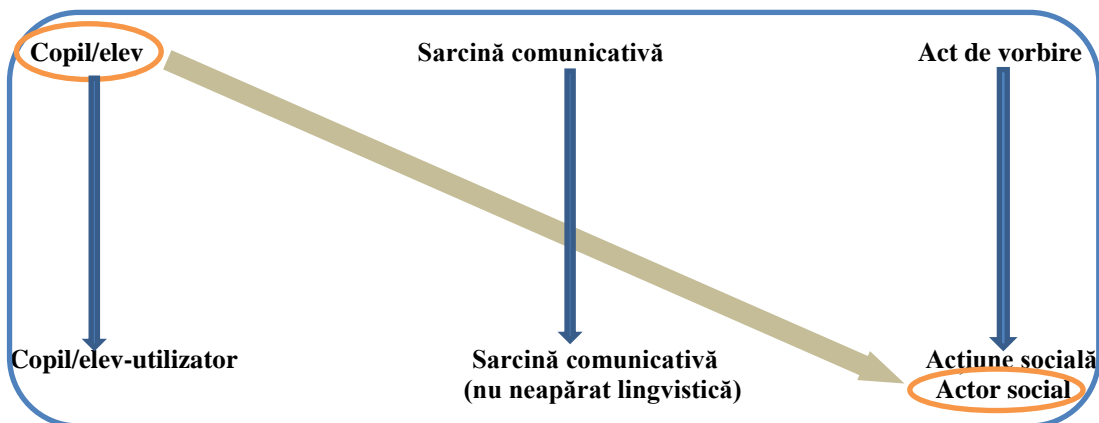 Copil/elev
Sarcină comunicativă
Act de vorbire
Copil/elev-utilizator
Sarcină comunicativă
(nu neapărat lingvistică)
Acțiune socială
Actor social